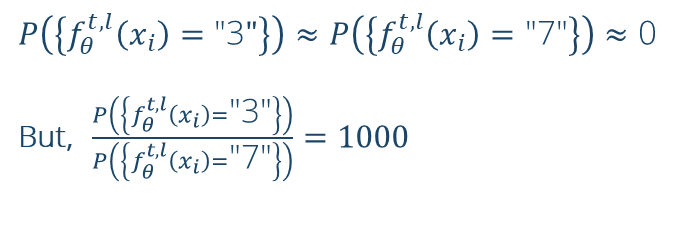 P({f_θ^{t,l}(x_i) = "3"}) ≈ P({f_θ^{t,l}(x_i) = "7"}) ≈ 0
But, P({f_θ^{t,l}(x_i)="3"}) / P({f_θ^{t,l}(x_i)="7"}) = 1000